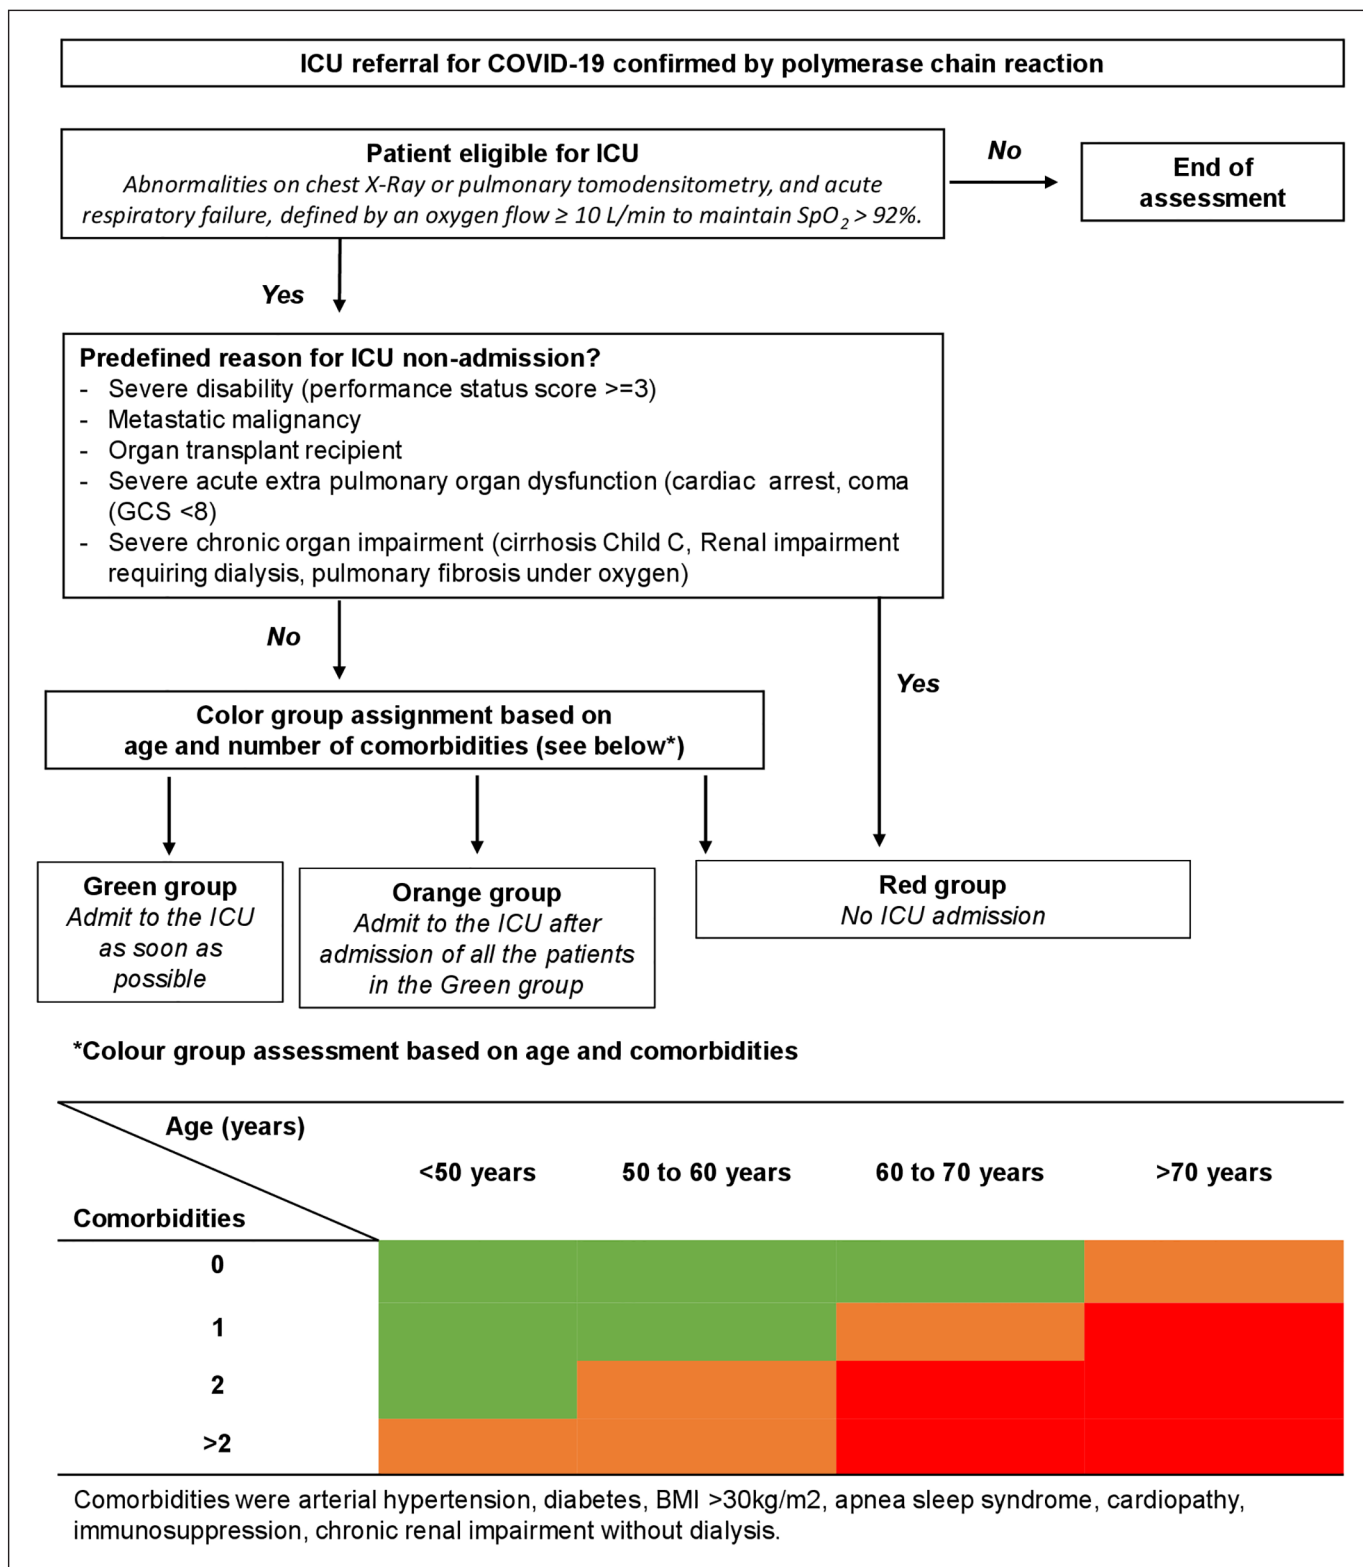 ICU referral for COVID-19 confirmed by polymerase chain reaction
Patient eligible for ICU
Abnormalities on chest X-Ray or pulmonary tomodensitometry, and acute
respiratory failure, defined by an oxygen flow ≥ 10 L/min to maintain SpO2 > 92%.
No
End of
assessment
Yes
Predefined reason for ICU non-admission?
- Severe disability (performance status score >=3)
- Metastatic malignancy
- Organ transplant recipient
- Severe acute extra pulmonary organ dysfunction (cardiac arrest, coma
(GCS <8)
- Severe chronic organ impairment (cirrhosis Child C, Renal impairment
requiring dialysis, pulmonary fibrosis under oxygen)
No
Yes
Color group assignment based on
age and number of comorbidities (see below*)
Green group
Admit to the ICU
as soon as
possible
Orange group
Admit to the ICU after
admission of all the patients
in the Green group
Red group
No ICU admission
*Colour group assessment based on age and comorbidities
Age (years)
<50 years 50 to 60 years 60 to 70 years >70 years
Comorbidities
0
1
2
>2
Comorbidities were arterial hypertension, diabetes, BMI >30kg/m2, apnea sleep syndrome, cardiopathy,
immunosuppression, chronic renal impairment without dialysis.